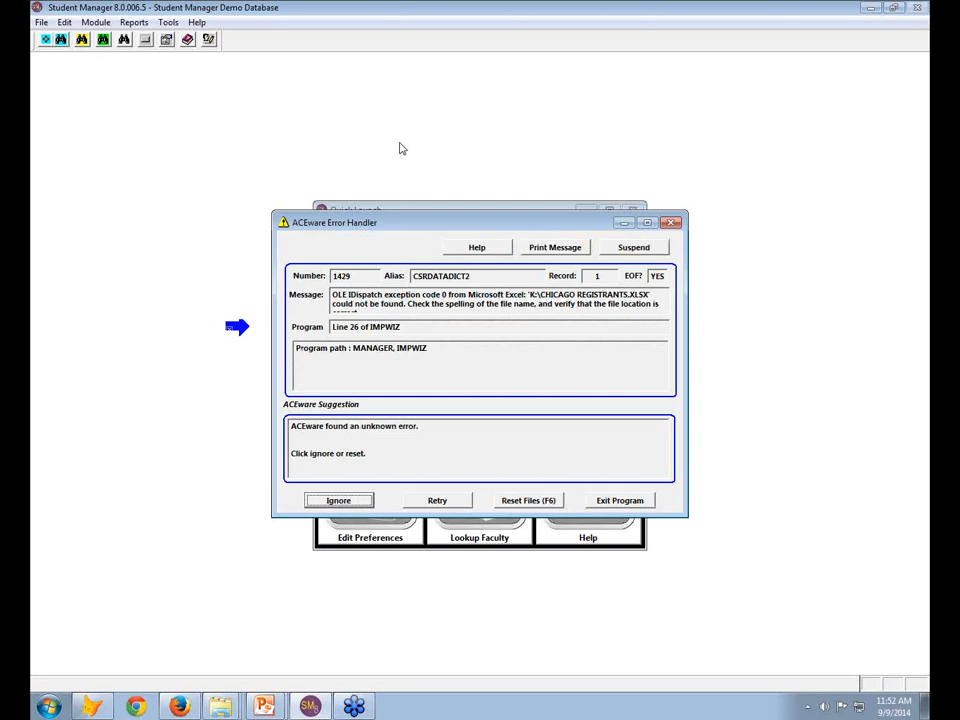 Student Manager 8.0.006.5 - Student Manager Demo Database
File Edit Module Reports Tools Help
ACEware Error Handler
Help Print Message Suspend
Number: 1429 Alias: CSRDATADICT2 Record: 1 EOF? YES
Message: OLE IDispatch exception code 0 from Microsoft Excel: 'K:\CHICAGO REGISTRANTS.XLSX'
could not be found. Check the spelling of the file name, and verify that the file location is
Program Line 26 of IMPWIZ
Program path : MANAGER, IMPWIZ
ACEware Suggestion
ACEware found an unknown error.
Click ignore or reset.
Ignore Retry Reset Files (F6) Exit Program
Edit Preferences Lookup Faculty Help
11:52 AM
9/9/2014